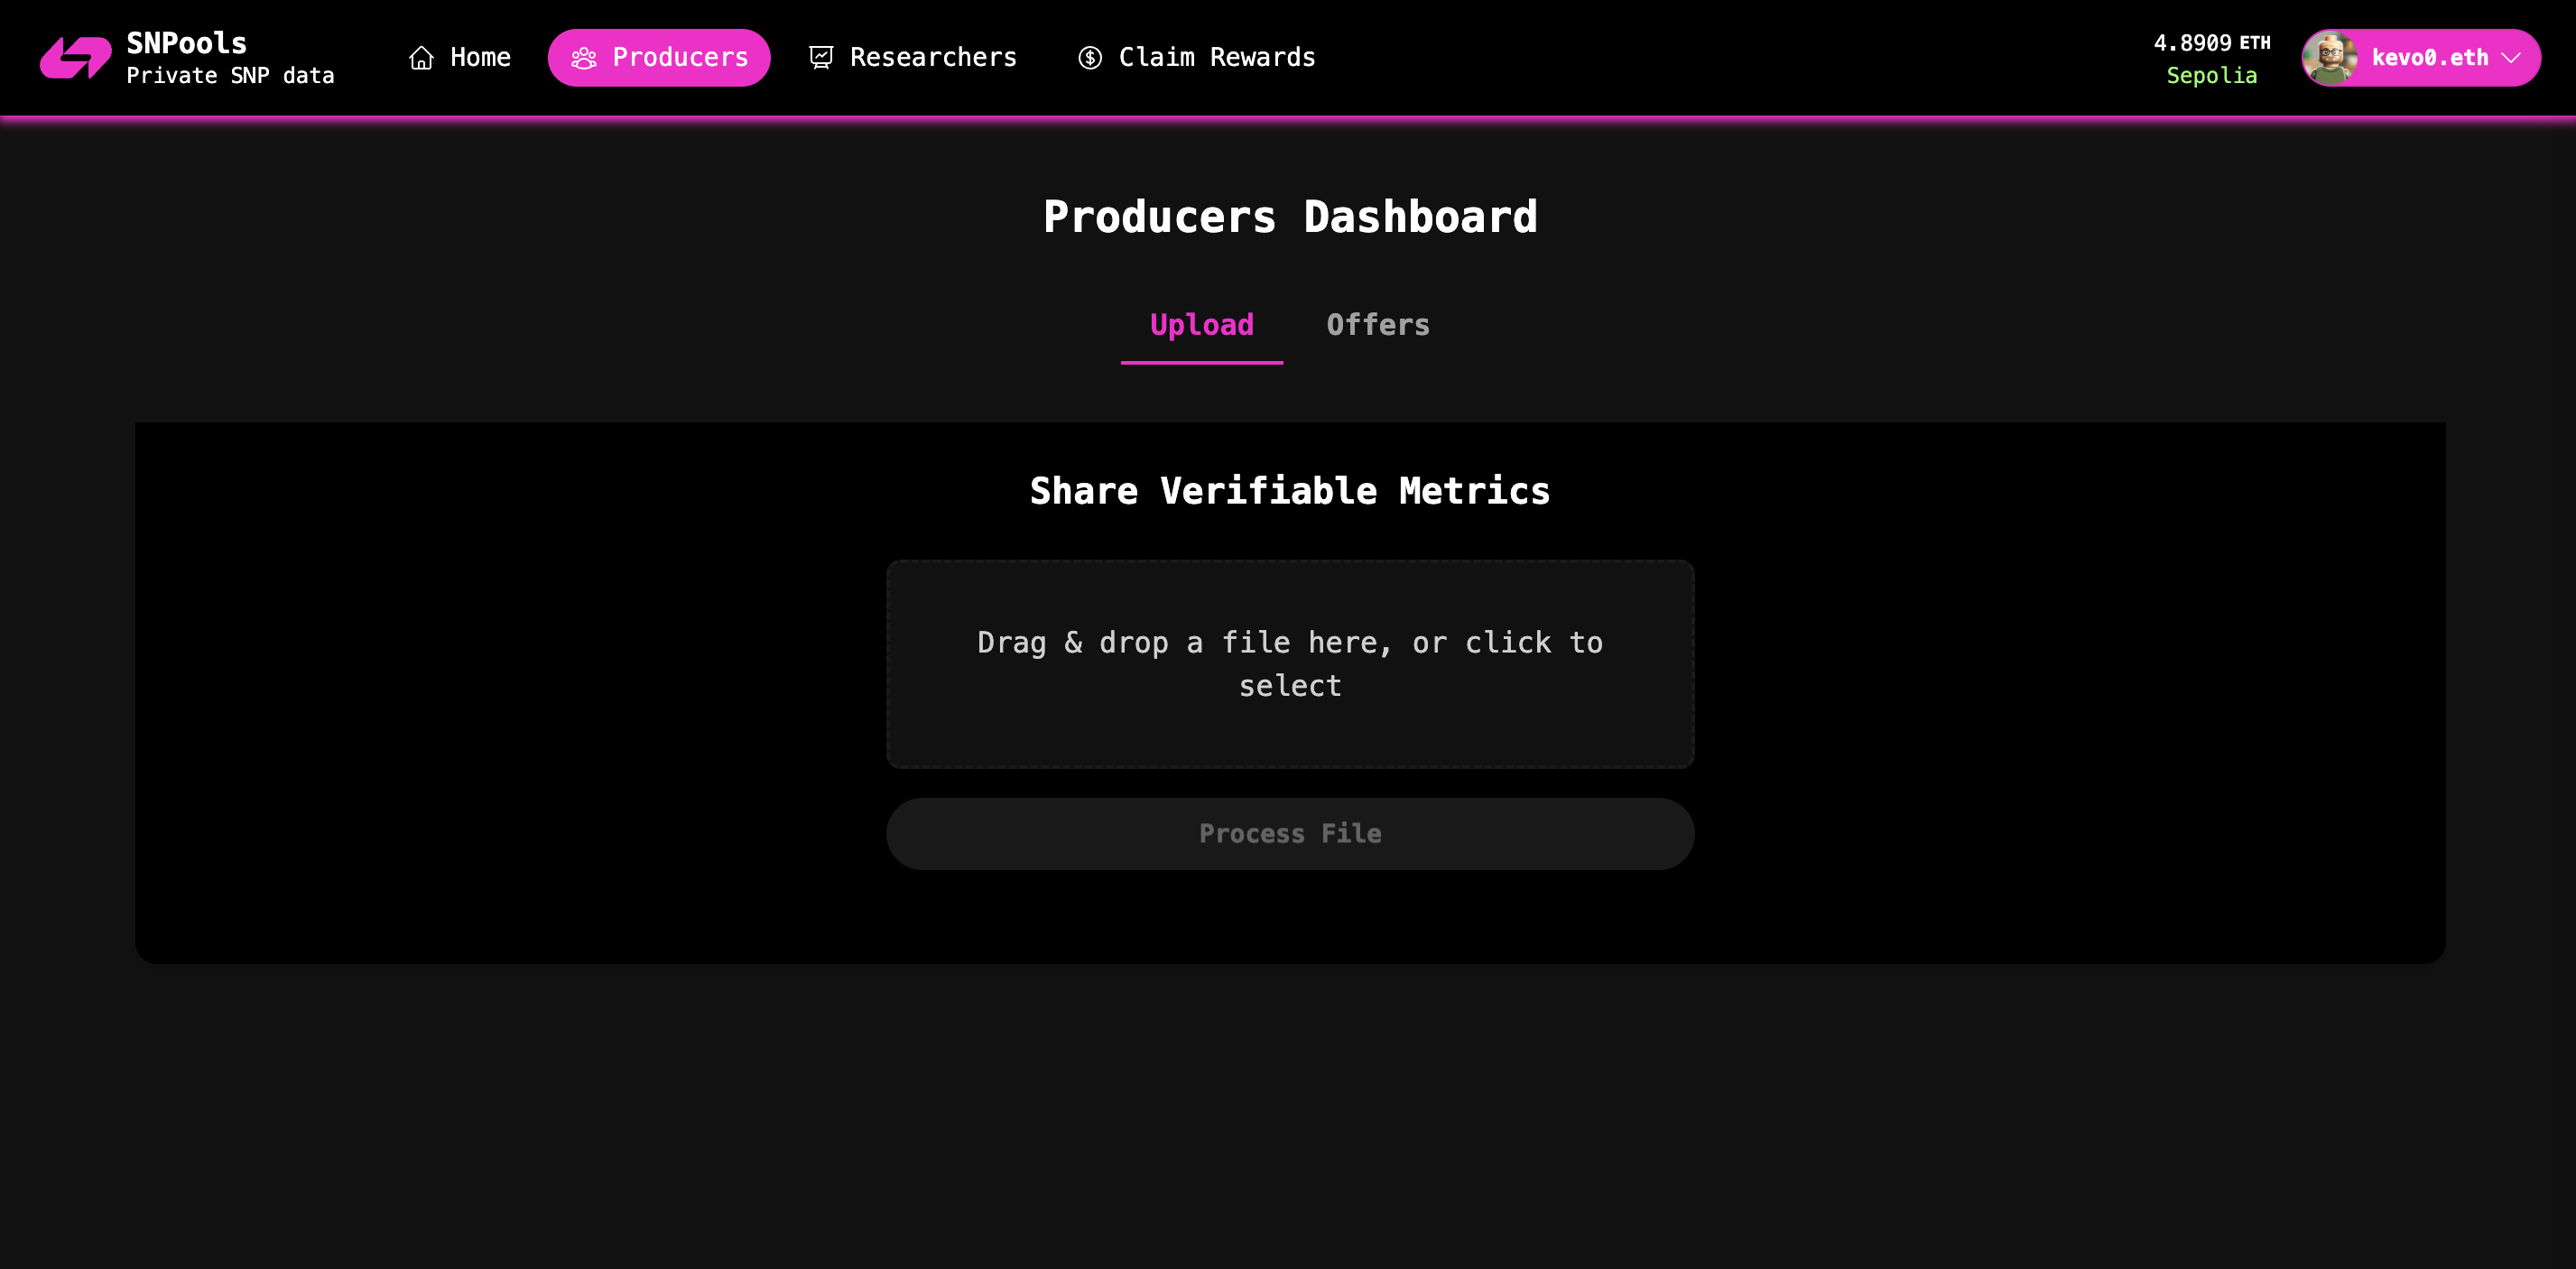 SNPools
Private SNP data
Home
Producers
Researchers
Claim Rewards
4.8909 ETH
Sepolia
kevo0.eth
Producers Dashboard
Upload
Offers
Share Verifiable Metrics
Drag & drop a file here, or click to
select
Process File